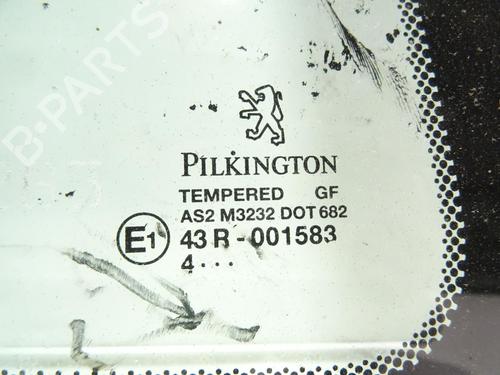 B-PARTS
PILKINGTON
TEMPERED GF
AS2 M3232 DOT 682
E1 43 R - 001583
4 . . .